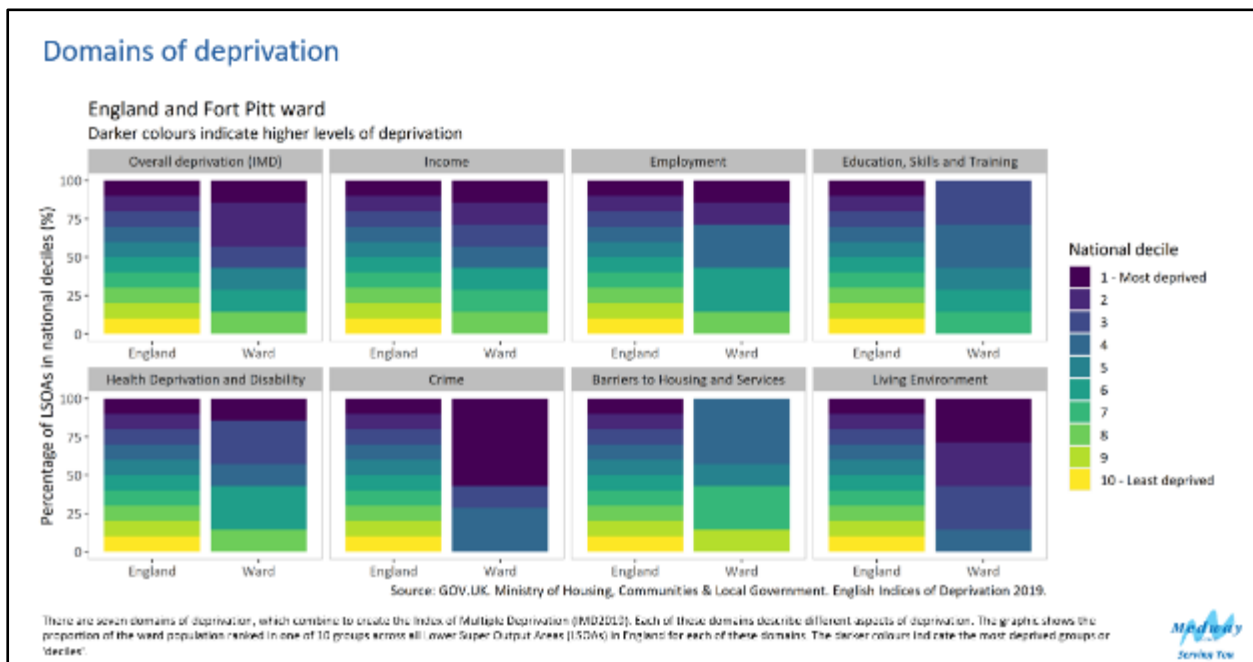 Domains of deprivation
England and Fort Pitt ward
Darker colours indicate higher levels of deprivation
Overall deprivation (IMD)
Income
Employment
Education, Skills and Training
100
75
50
25
0
England
Ward
England
Ward
England
Ward
England
Ward
Health Deprivation and Disability
Crime
Barriers to Housing and Services
Living Environment
100
75
50
25
0
England
Ward
England
Ward
England
Ward
England
Ward
Percentage of LSOAs in national deciles (%)
National decile
1 - Most deprived
2
3
4
5
6
7
8
9
10 - Least deprived
Source: GOV.UK. Ministry of Housing, Communities & Local Government. English Indices of Deprivation 2019.
There are seven domains of deprivation, which combine to create the Index of Multiple Deprivation (IMD2019). Each of these domains describe different aspects of deprivation. The graphic shows the
proportion of the ward population ranked in one of 10 groups across all Lower Super Output Areas (LSOAs) in England for each of these domains. The darker colours indicate the most deprived groups or
'deciles'.
Medway
Serving You